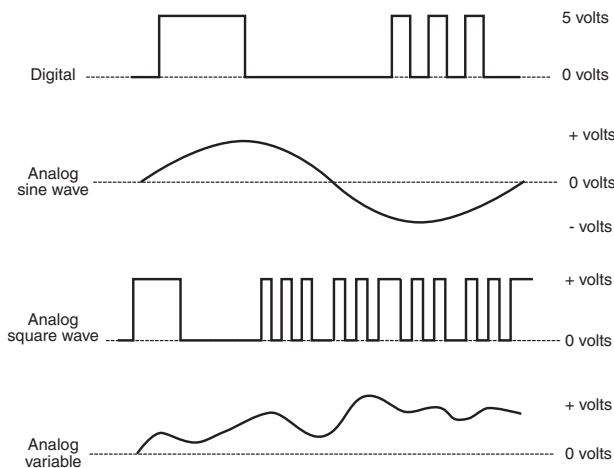 5 volts
Digital
0 volts
+ volts
Analog
sine wave
0 volts
- volts
+ volts
Analog
square wave
0 volts
+ volts
Analog
variable
0 volts